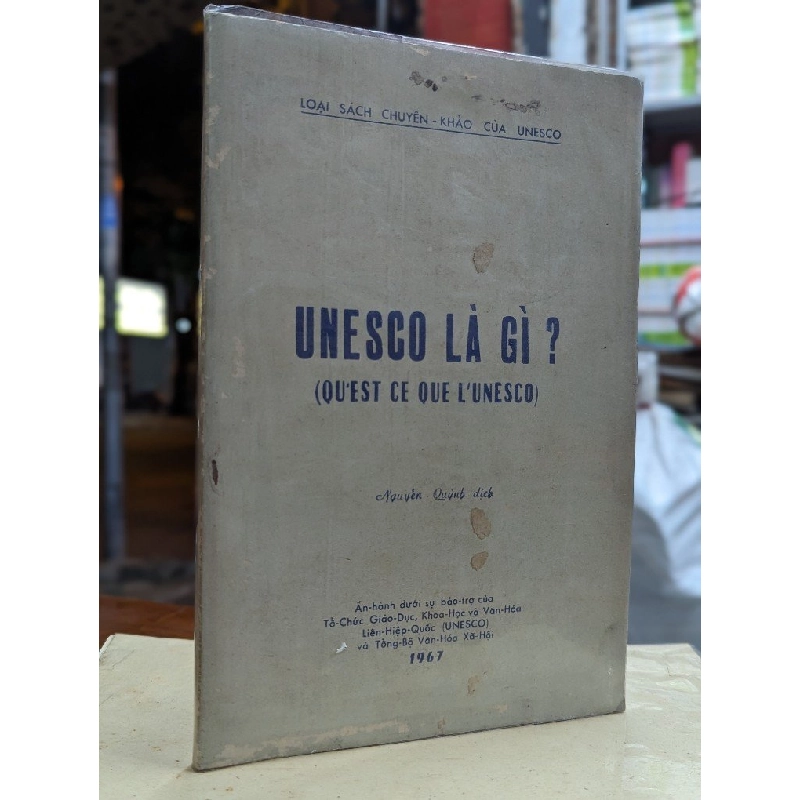 LOẠI SÁCH CHUYÊN-KHẢO CỦA UNESCO
UNESCO LÀ GÌ ?
(QU'EST CE QUE L'UNESCO)
Nguyễn Quỳnh dịch
Ấn-hành dưới sự bảo-trợ của
Tổ-Chức Giáo-Dục, Khoa-Học và Văn-Hóa
Liên-Hiệp-Quốc (UNESCO)
và Tổng-Bộ Văn-Hóa Xã-Hội
1967